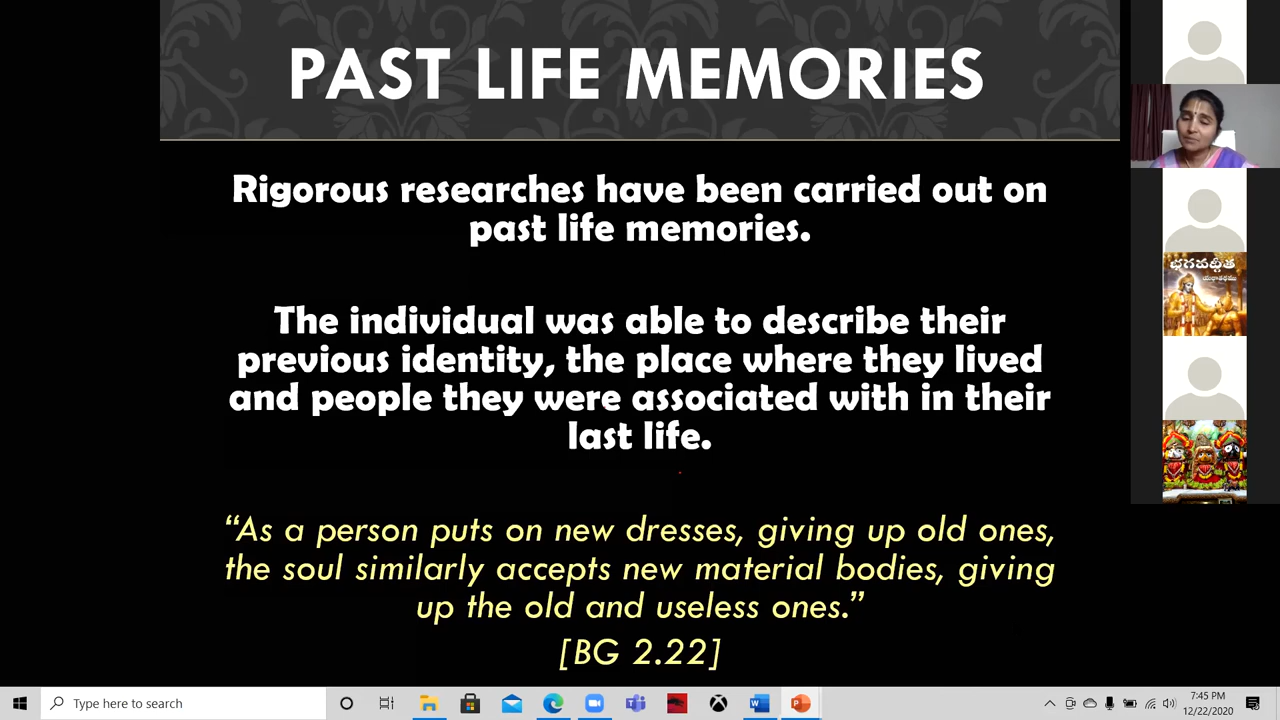 PAST LIFE MEMORIES
Rigorous researches have been carried out on
past life memories.
The individual was able to describe their
previous identity, the place where they lived
and people they were associated with in their
last life.
“As a person puts on new dresses, giving up old ones,
the soul similarly accepts new material bodies, giving
up the old and useless ones.”
[BG 2.22]
భగవద్గీత
యథాతథము
Type here to search
7:45 PM
12/22/2020